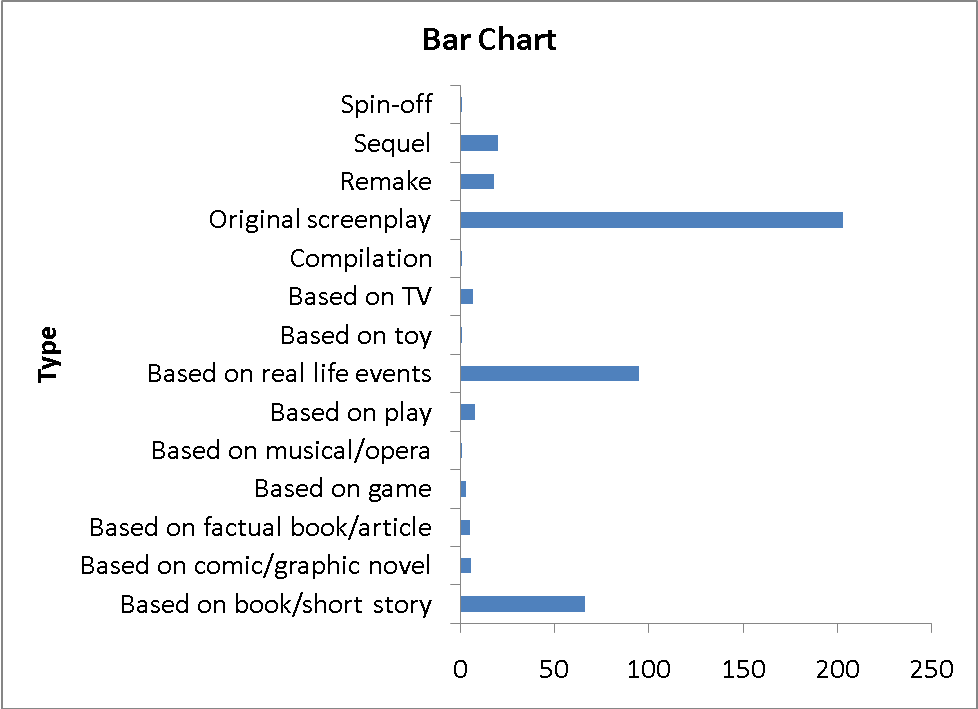 Bar Chart
Spin-off
Sequel
Remake
Original screenplay
Compilation
Based on TV
Based on toy
Based on real life events
Based on play
Based on musical/opera
Based on game
Based on factual book/article
Based on comic/graphic novel
Based on book/short story
Type
0 50 100 150 200 250